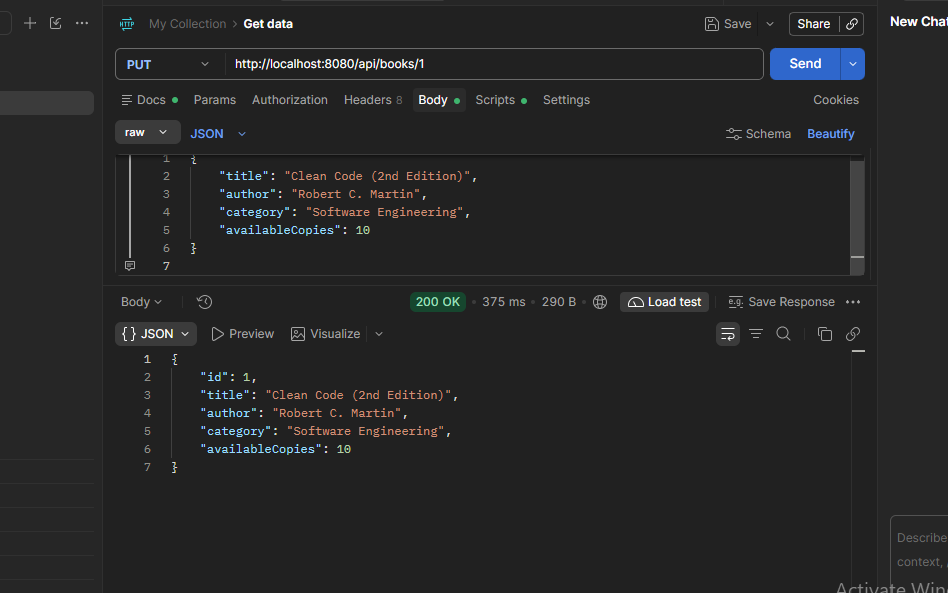 HTTP My Collection > Get data Save Share New Chat
PUT http://localhost:8080/api/books/1 Send
Docs Params Authorization Headers 8 Body Scripts Settings Cookies
raw JSON Schema Beautify
1 {
2 "title": "Clean Code (2nd Edition)",
3 "author": "Robert C. Martin",
4 "category": "Software Engineering",
5 "availableCopies": 10
6 }
7
Body 200 OK • 375 ms • 290 B • Load test e.g. Save Response
{} JSON Preview Visualize
1 {
2 "id": 1,
3 "title": "Clean Code (2nd Edition)",
4 "author": "Robert C. Martin",
5 "category": "Software Engineering",
6 "availableCopies": 10
7 }
Describe
context,
Activate Win